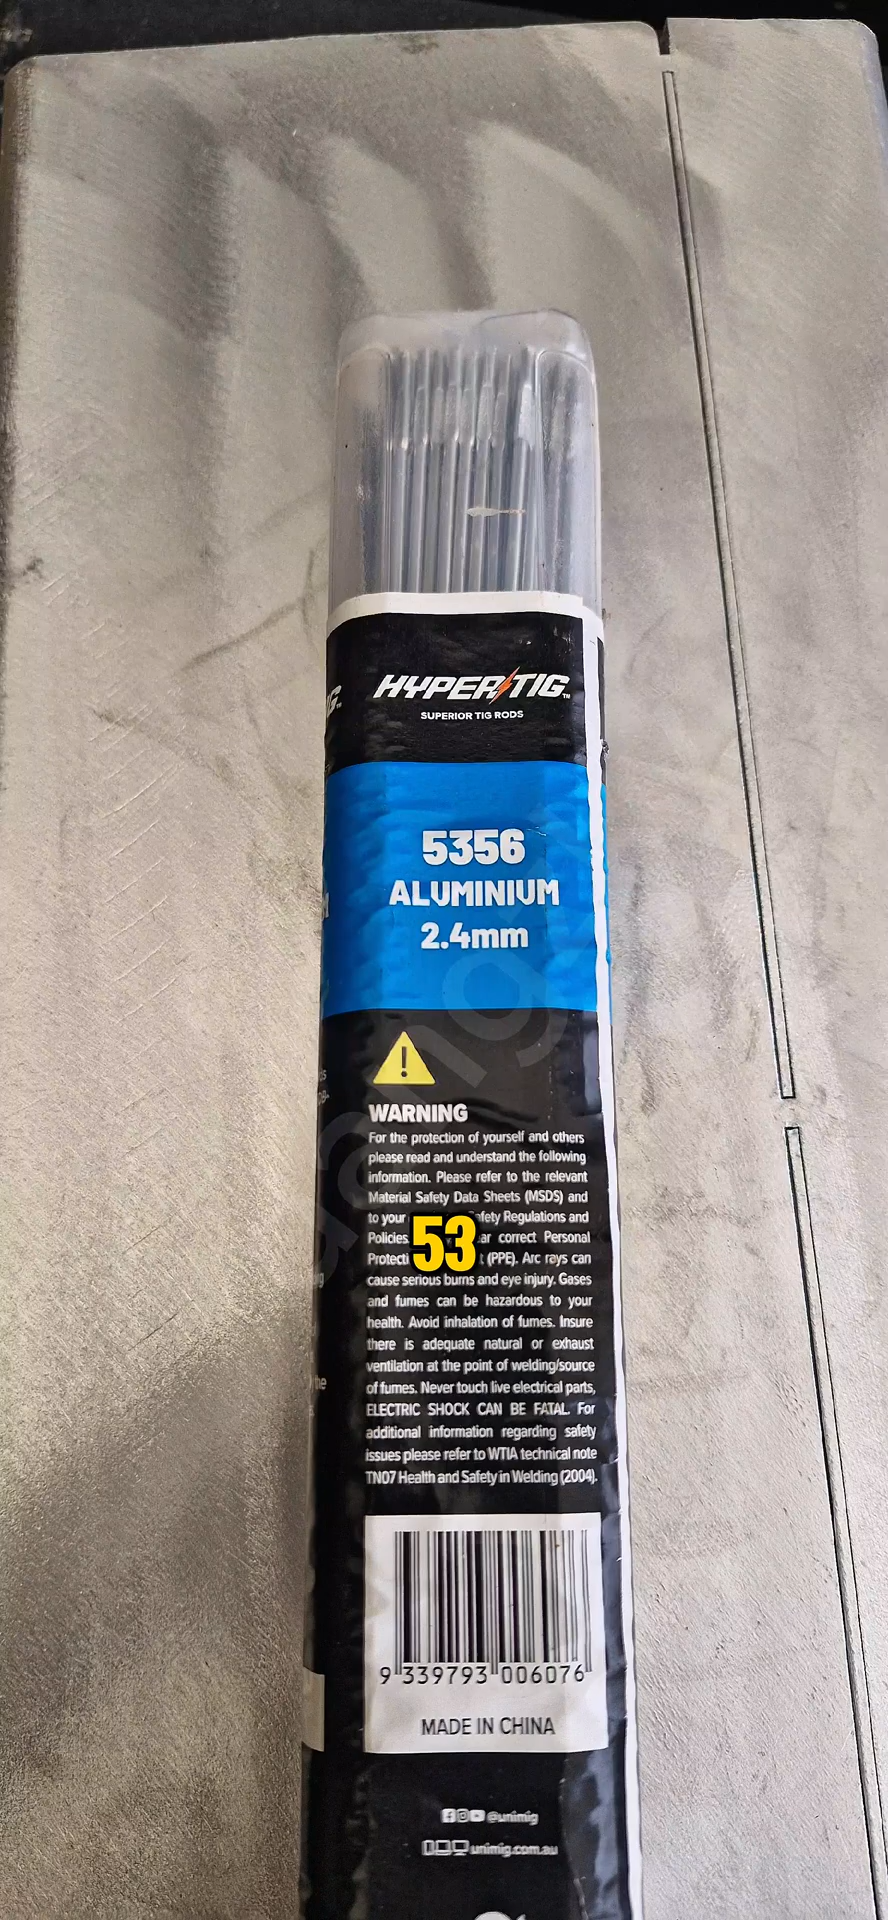 HYPERTIG™
SUPERIOR TIG RODS
5356
ALUMINIUM
2.4mm
WARNING
For the protection of yourself and others
please read and understand the following
information. Please refer to the relevant
Material Safety Data Sheets (MSDS) and
to your Safety Regulations and
Policies. correct Personal
(PPE). Arc rays can
53
cause serious burns and eye injury. Gases
and fumes can be hazardous to your
health. Avoid inhalation of fumes. Insure
there is adequate natural or exhaust
ventilation at the point of welding/source
of fumes. Never touch live electrical parts,
ELECTRIC SHOCK CAN BE FATAL. For
additional information regarding safety
issues please refer to WTIA technical note
TN07 Health and Safety in Welding (2004).
9 339793 006076
MADE IN CHINA
@unimig
unimig.com.au